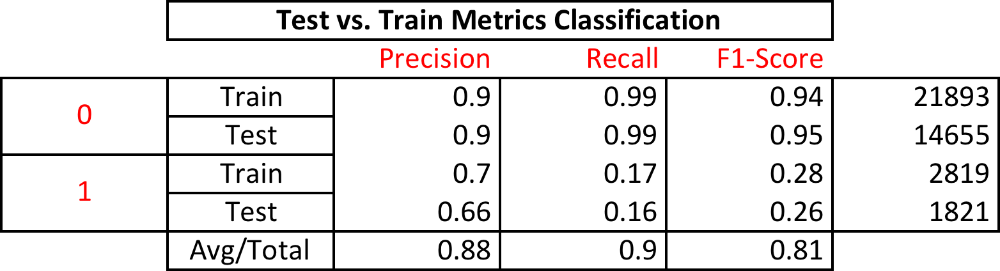 Test vs. Train Metrics Classification
Precision Recall F1-Score
0 Train 0.9 0.99 0.94 21893
Test 0.9 0.99 0.95 14655
1 Train 0.7 0.17 0.28 2819
Test 0.66 0.16 0.26 1821
Avg/Total 0.88 0.9 0.81